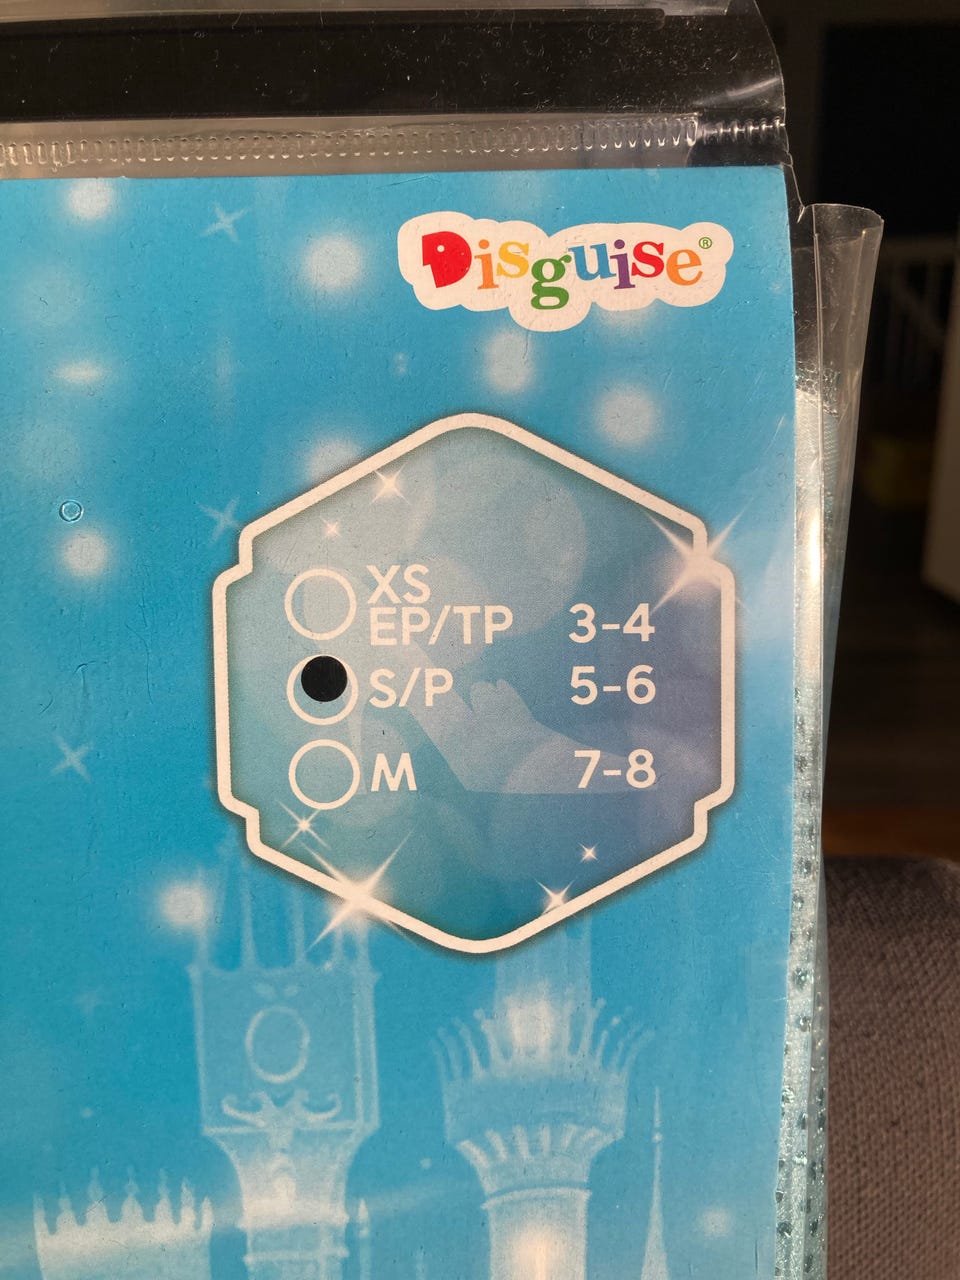 Disguise®
XS
EP/TP 3-4
S/P 5-6
M 7-8